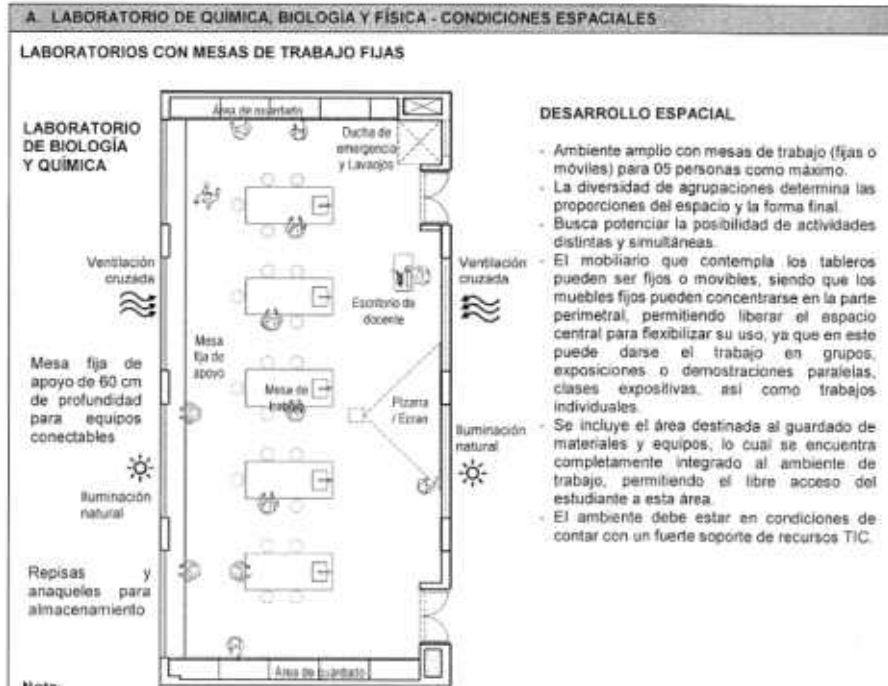 A. LABORATORIO DE QUÍMICA, BIOLOGÍA Y FÍSICA - CONDICIONES ESPACIALES
LABORATORIOS CON MESAS DE TRABAJO FIJAS
LABORATORIO
DE BIOLOGÍA
Y QUÍMICA
Ventilación
cruzada
Mesa fija de
apoyo de 60 cm
de profundidad
para equipos
conectables
Iluminación
natural
Repisas y
anaqueles para
almacenamiento
Área de guardado
Ducha de
emergencia
y Lavaojos
Escritorio de
docente
Mesa
fija de
apoyo
Mesa de
trabajo
Pizarra
/ Ecran
Área de guardado
Ventilación
cruzada
Iluminación
natural
DESARROLLO ESPACIAL
- Ambiente amplio con mesas de trabajo (fijas o
móviles) para 05 personas como máximo.
- La diversidad de agrupaciones determina las
proporciones del espacio y la forma final.
- Busca potenciar la posibilidad de actividades
distintas y simultáneas.
- El mobiliario que contempla los tableros
pueden ser fijos o movibles, siendo que los
muebles fijos pueden concentrarse en la parte
perimetral, permitiendo liberar el espacio
central para flexibilizar su uso, ya que en este
puede darse el trabajo en grupos,
exposiciones o demostraciones paralelas,
clases expositivas, así como trabajos
individuales.
- Se incluye el área destinada al guardado de
materiales y equipos, lo cual se encuentra
completamente integrado al ambiente de
trabajo, permitiendo el libre acceso del
estudiante a esta área.
- El ambiente debe estar en condiciones de
contar con un fuerte soporte de recursos TIC.